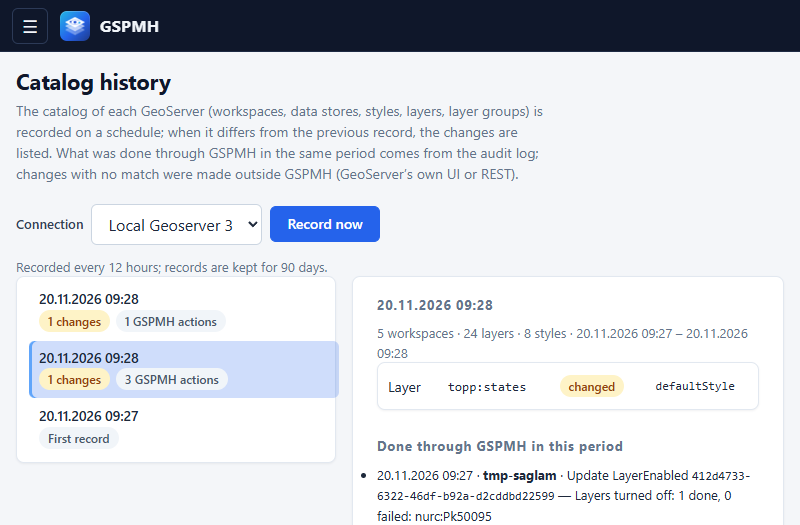 ☰ GSPMH
Catalog history
The catalog of each GeoServer (workspaces, data stores, styles, layers, layer groups) is
recorded on a schedule; when it differs from the previous record, the changes are
listed. What was done through GSPMH in the same period comes from the audit log;
changes with no match were made outside GSPMH (GeoServer's own UI or REST).
Connection Local Geoserver 3 Record now
Recorded every 12 hours; records are kept for 90 days.
20.11.2026 09:28
1 changes 1 GSPMH actions
20.11.2026 09:28
1 changes 3 GSPMH actions
20.11.2026 09:27
First record
20.11.2026 09:28
5 workspaces · 24 layers · 8 styles · 20.11.2026 09:27 – 20.11.2026
09:28
Layer topp:states changed defaultStyle
Done through GSPMH in this period
• 20.11.2026 09:27 · tmp-saglam · Update LayerEnabled 412d4733-
6322-46df-b92a-d2cddbd22599 — Layers turned off: 1 done, 0
failed: nurc:Pk50095